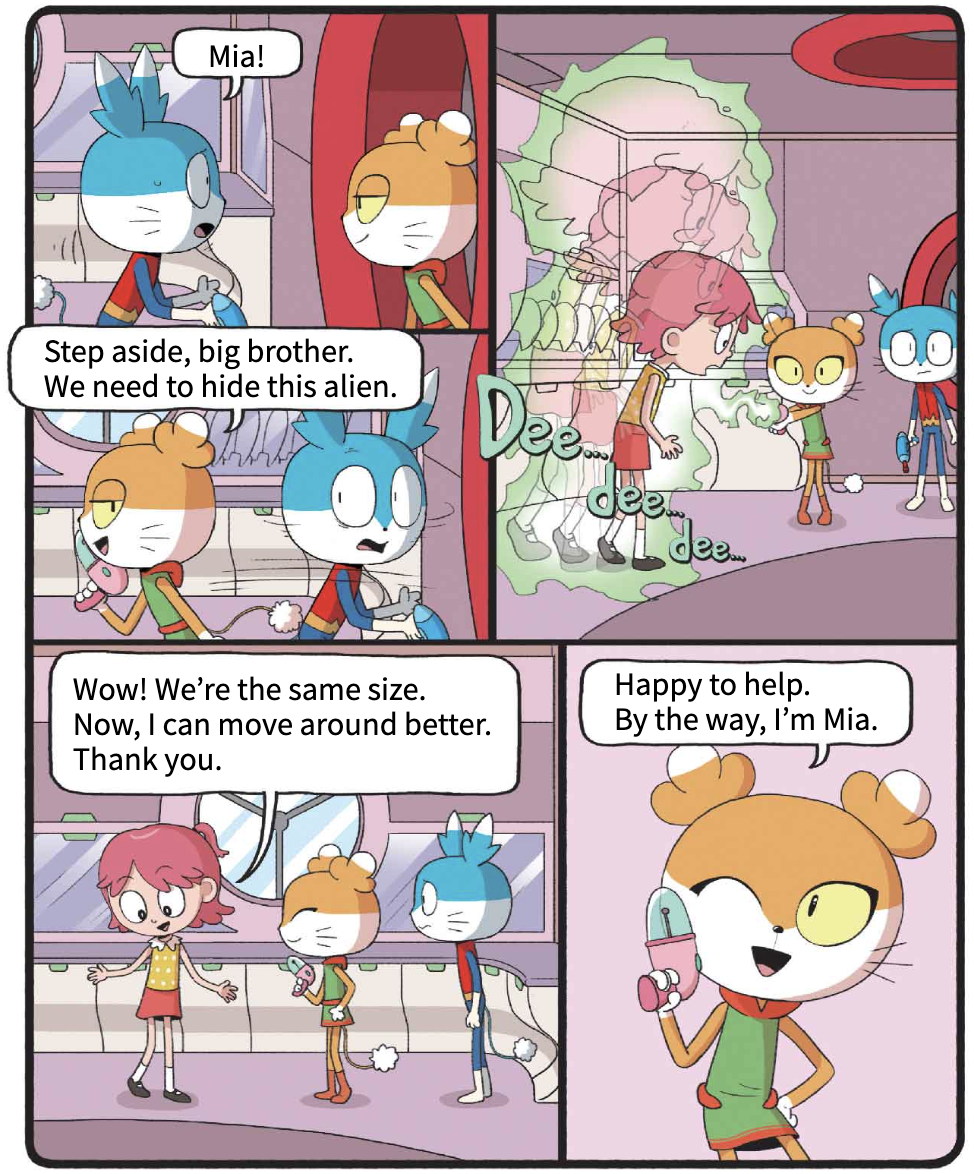 Mia!
Step aside, big brother.
We need to hide this alien.
Dee...
dee...
dee...
Wow! We’re the same size.
Now, I can move around better.
Thank you.
Happy to help.
By the way, I’m Mia.